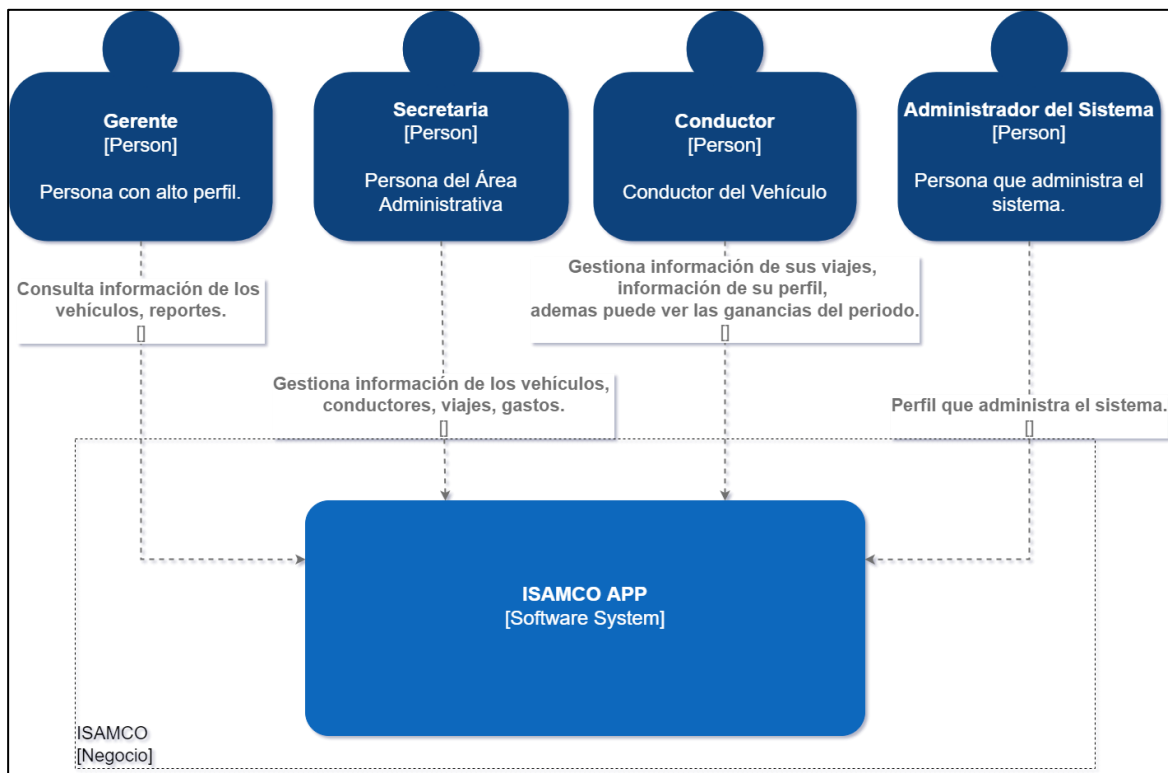 Gerente
[Person]
Persona con alto perfil.
Secretaria
[Person]
Persona del Área
Administrativa
Conductor
[Person]
Conductor del Vehículo
Administrador del Sistema
[Person]
Persona que administra el
sistema.
Consulta información de los
vehículos, reportes.
[]
Gestiona información de los vehículos,
conductores, viajes, gastos.
[]
Gestiona información de sus viajes,
información de su perfil,
ademas puede ver las ganancias del periodo.
[]
Perfil que administra el sistema.
[]
ISAMCO APP
[Software System]
ISAMCO
[Negocio]